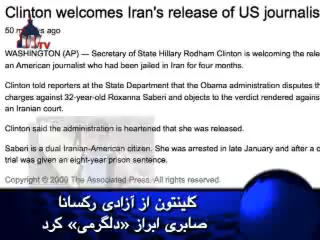 Clinton welcomes Iran's release of US journalis
50 m s ago
TV
WASHINGTON (AP) — Secretary of State Hillary Rodham Clinton is welcoming the rele
an American journalist who had been jailed in Iran for four months.
Clinton told reporters at the State Department that the Obama administration disputes th
charges against 32-year-old Roxanna Saberi and objects to the verdict rendered agains
an Iranian court.
Clinton said the administration is heartened that she was released.
Saberi is a dual Iranian-American citizen. She was arrested in late January and after a c
trial was given an eight-year prison sentence.
Copyright © 2009 The Associated Press. All rights reserved.
کلینتون از آزادی رکسانا
صابری ابراز «دلگرمی» کرد